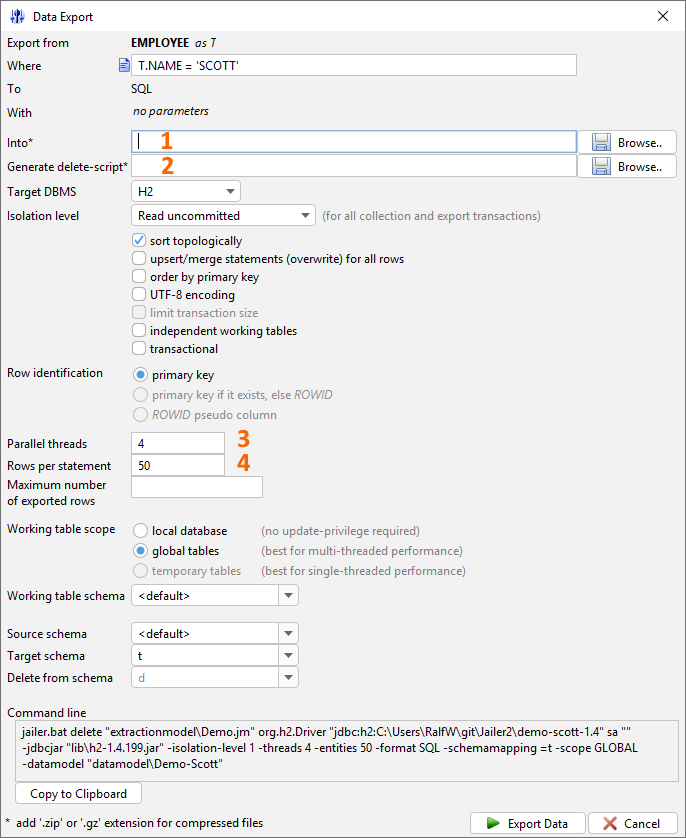 Data Export
Export from EMPLOYEE as T
Where T.NAME = 'SCOTT'
To SQL
With no parameters
Into* 1 Browse..
Generate delete-script* 2 Browse..
Target DBMS H2
Isolation level Read uncommitted (for all collection and export transactions)
sort topologically
upsert/merge statements (overwrite) for all rows
order by primary key
UTF-8 encoding
limit transaction size
independent working tables
transactional
Row identification primary key
primary key if it exists, else ROWID
ROWID pseudo column
Parallel threads 4 3
Rows per statement 50 4
Maximum number
of exported rows
Working table scope local database (no update-privilege required)
global tables (best for multi-threaded performance)
temporary tables (best for single-threaded performance)
Working table schema <default>
Source schema <default>
Target schema t
Delete from schema d
Command line
jailer.bat delete "extractionmodel\Demo.jm" org.h2.Driver "jdbc:h2:C:\Users\RalfW\git\Jailer2\demo-scott-1.4" sa ""
-jdbcjar "lib\h2-1.4.199.jar" -isolation-level 1 -threads 4 -entities 50 -format SQL -schemamapping =t -scope GLOBAL
-datamodel "datamodel\Demo-Scott"
Copy to Clipboard
* add '.zip' or '.gz' extension for compressed files Export Data Cancel